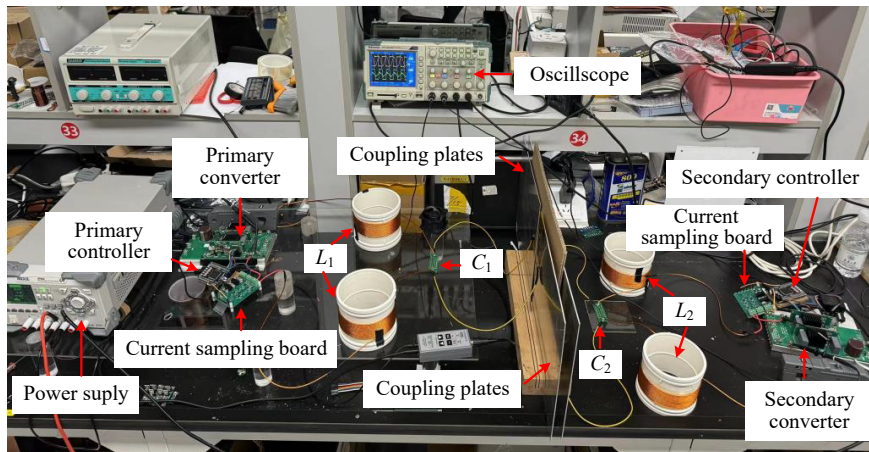 Oscillscope
33
34
Primary
converter
Coupling plates
Secondary controller
Primary
controller
Current
sampling board
L1
C1
L2
C2
Current sampling board
Coupling plates
Power suply
Secondary
converter